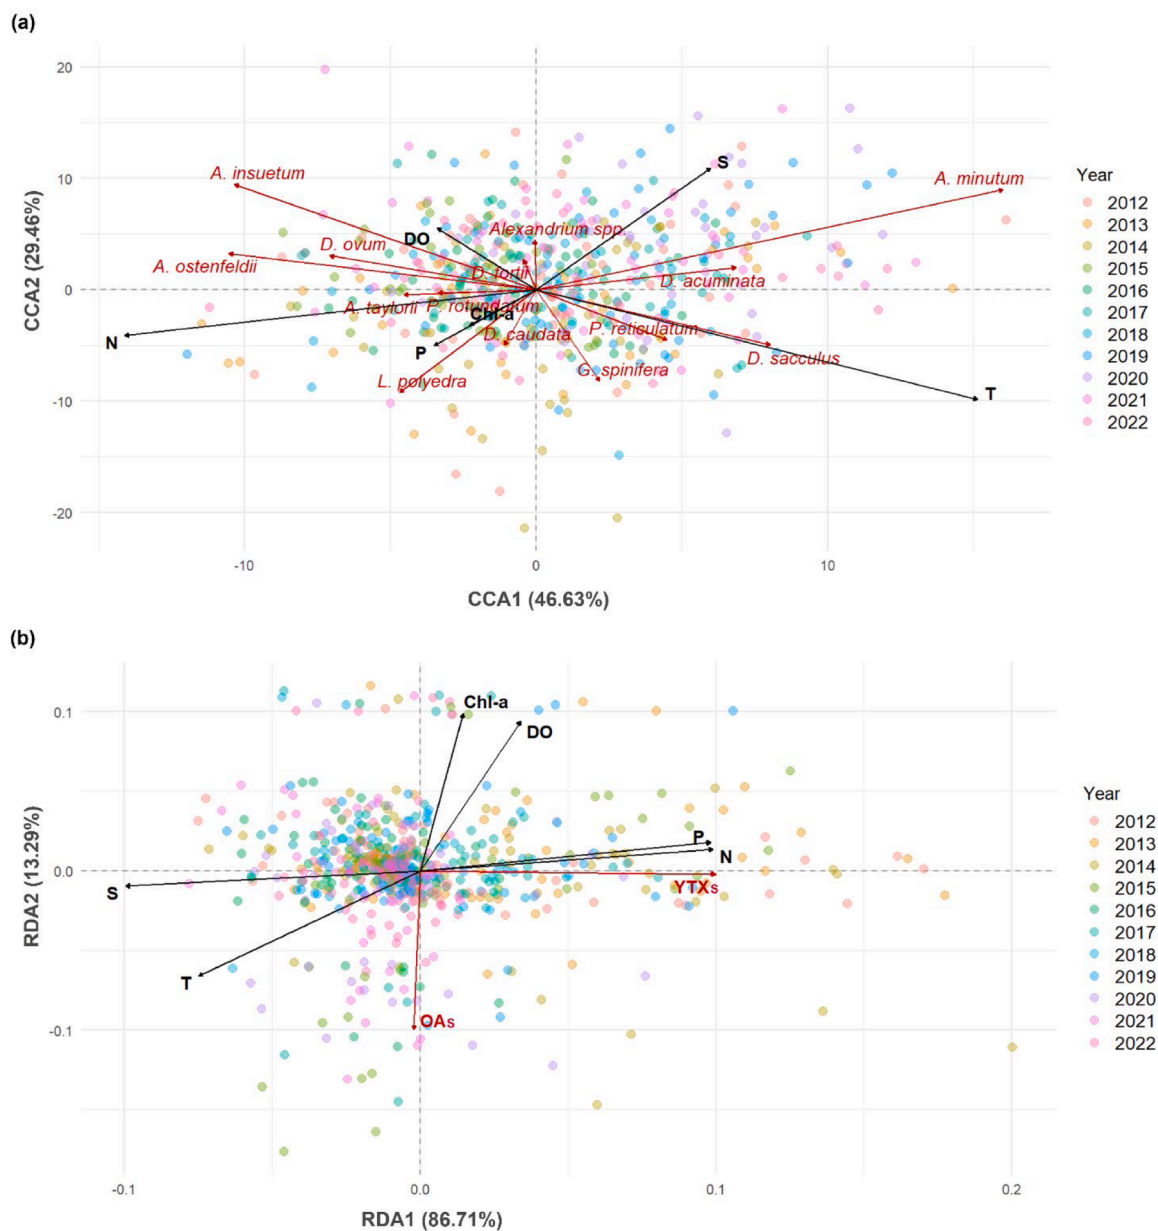 (a)
20
10
0
-10
-20
CCA2 (29.46%)
S
A. insuetum
A. minutum
DO
Alexandrium spp.
D. ovum
A. ostenfeldii
D. tortii
D. acuminata
A. taylorii
P. rotundatum
Chl-a
N
P
D. caudata
P. reticulatum
D. sacculus
L. polyedra
G. spinifera
T
-10
0
10
CCA1 (46.63%)
Year
2012
2013
2014
2015
2016
2017
2018
2019
2020
2021
2022
(b)
0.1
0.0
-0.1
RDA2 (13.29%)
Chl-a
DO
P
N
S
YTXs
T
OAs
-0.1
0.0
0.1
0.2
RDA1 (86.71%)
Year
2012
2013
2014
2015
2016
2017
2018
2019
2020
2021
2022